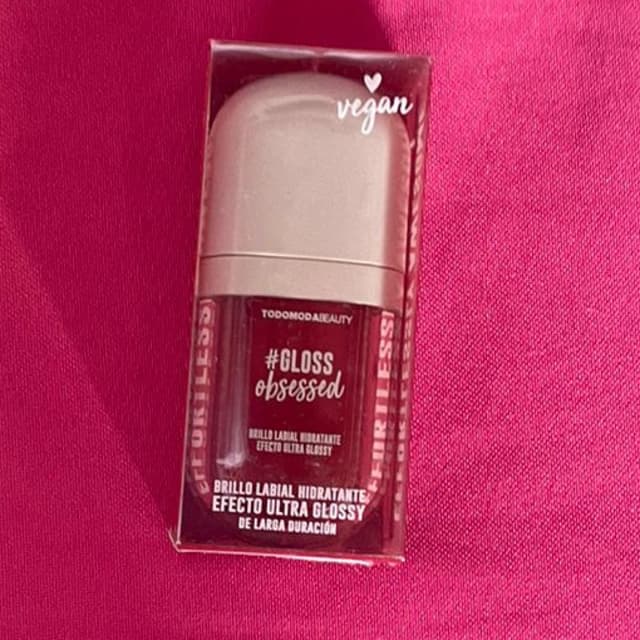 vegan
TODOMODABEAUTY
#GLOSS
obsessed
BRILLO LABIAL HIDRATANTE
EFECTO ULTRA GLOSSY
BRILLO LABIAL HIDRATANTE
EFECTO ULTRA GLOSSY
DE LARGA DURACIÓN
EFFORTLESS